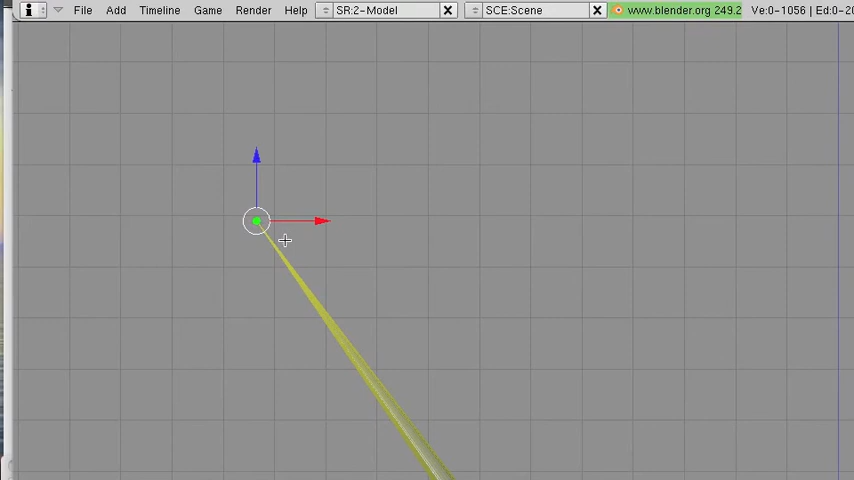 File Add Timeline Game Render Help SR:2-Model SCE:Scene www.blender.org 249.2 Ve:0-1056 | Ed:0-20